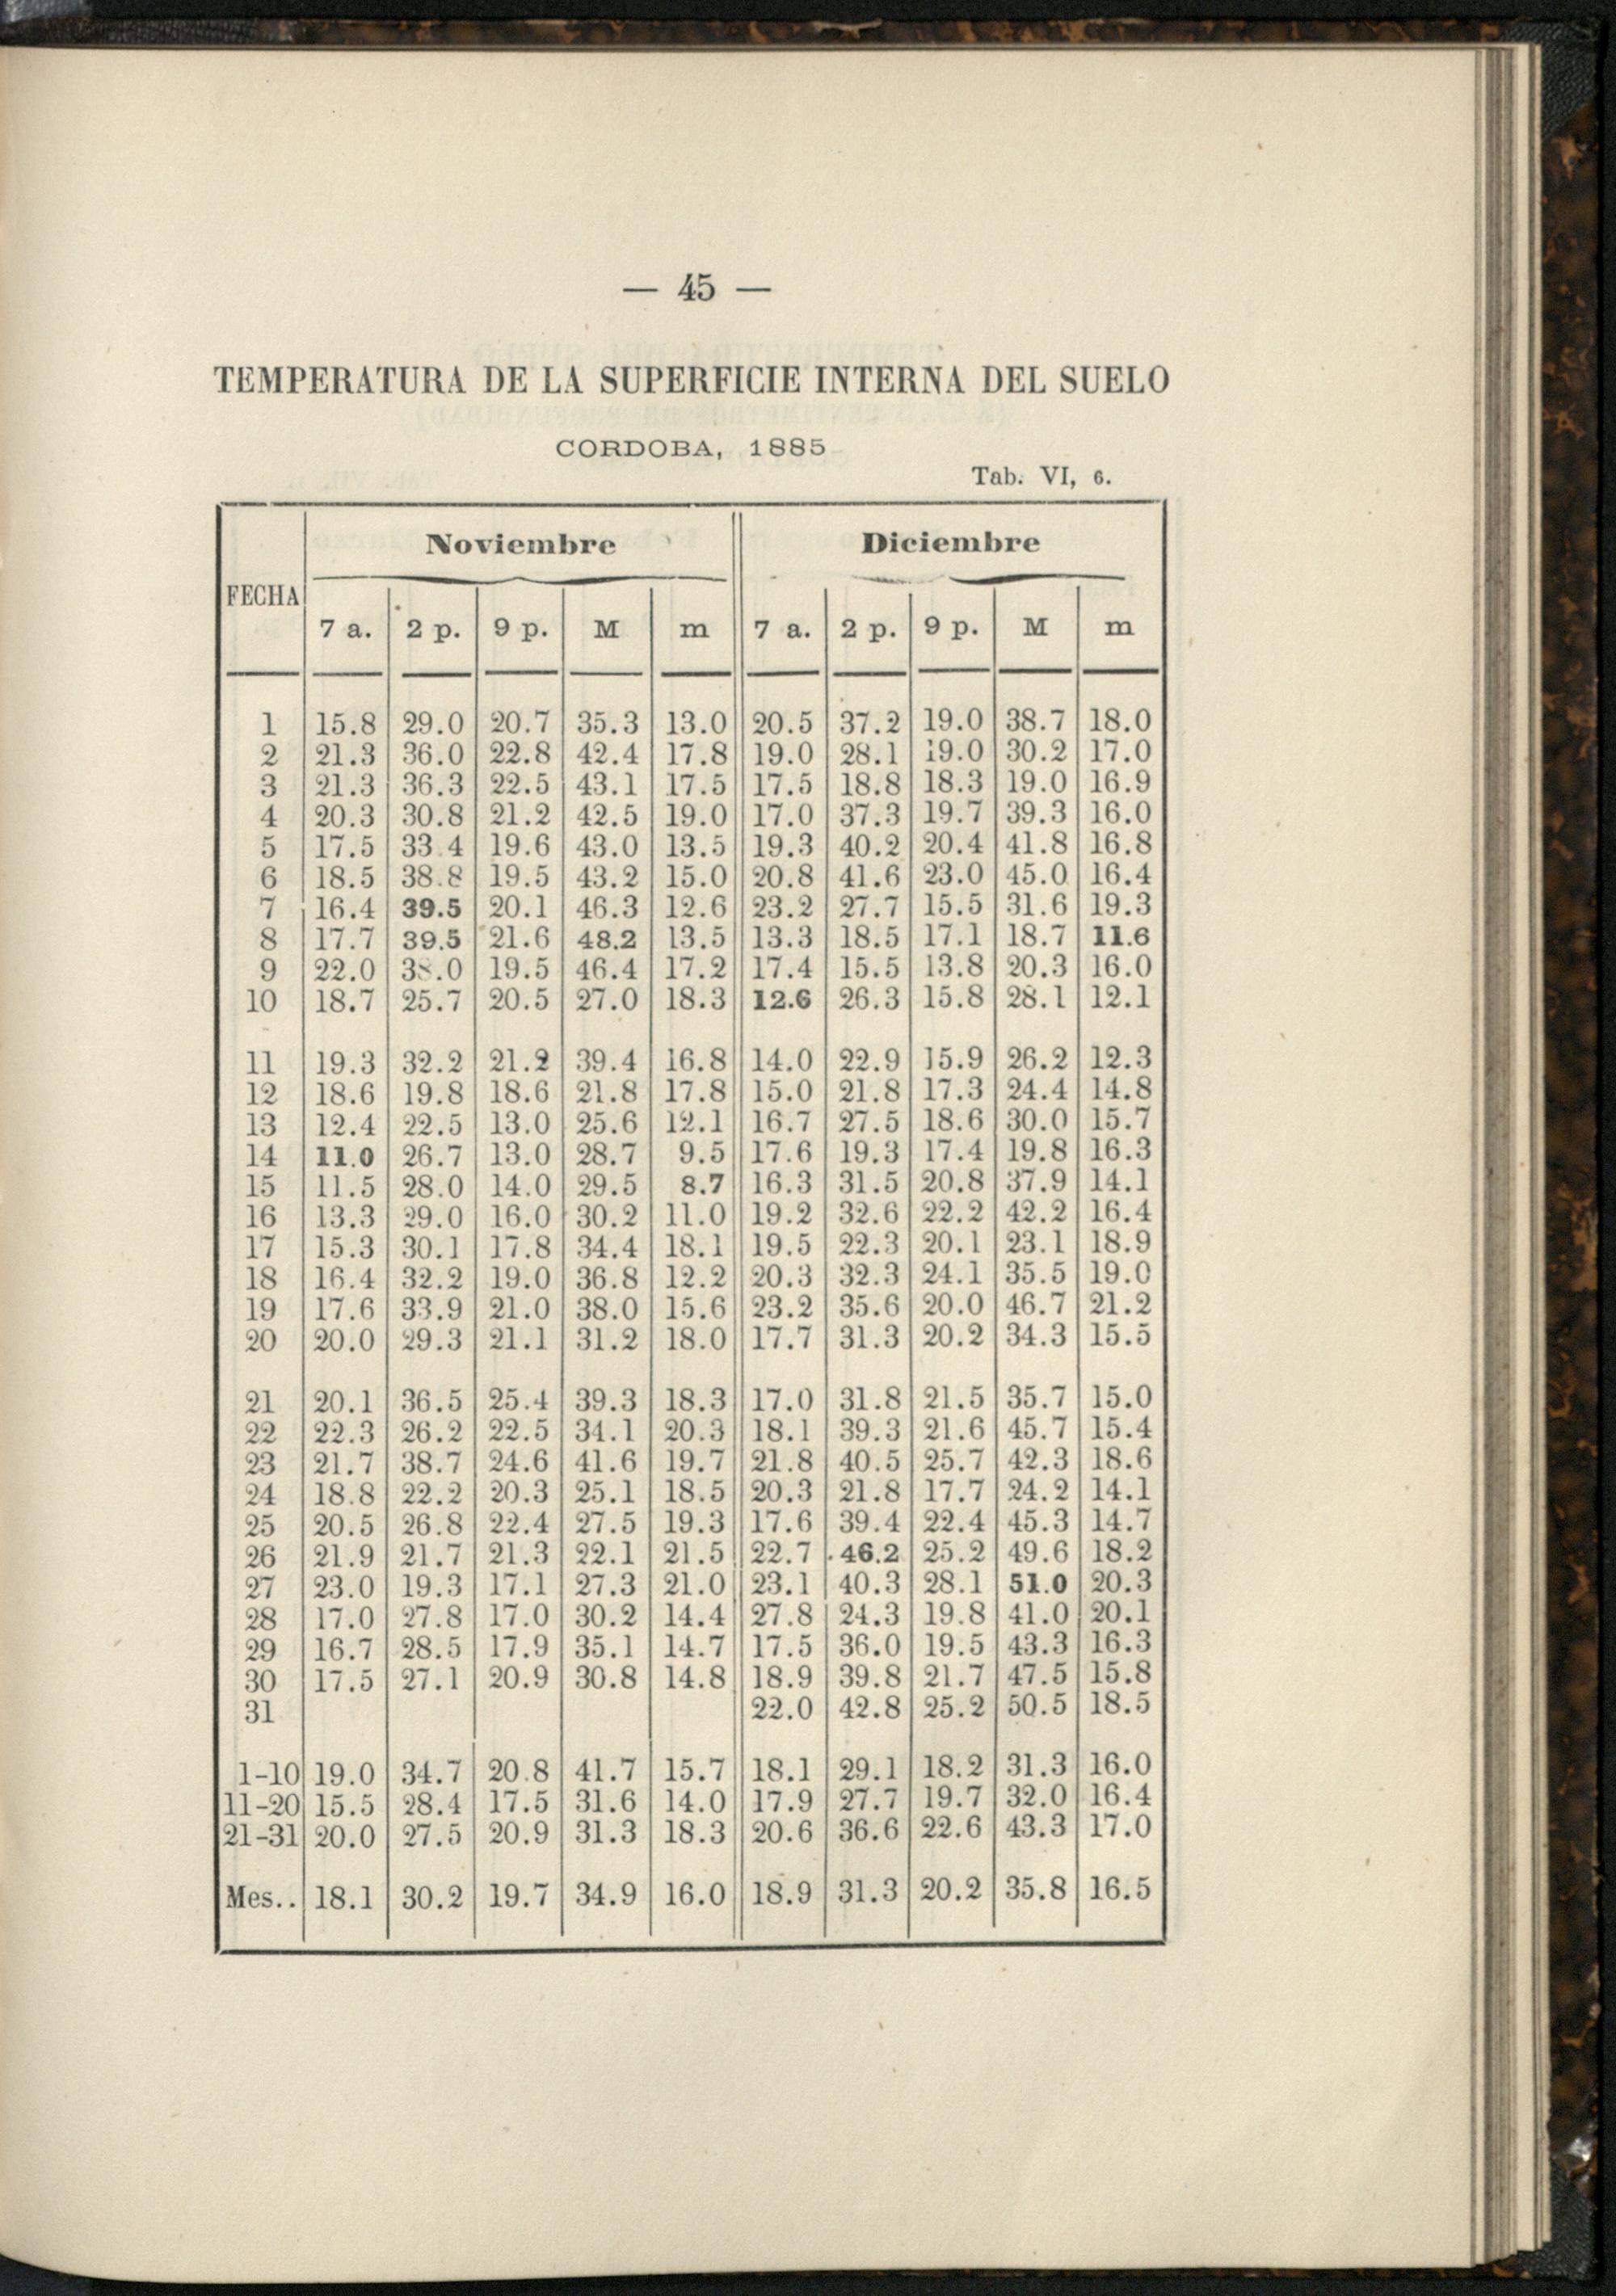 — 45 —
TEMPERATURA DE LA SUPERFICIE INTERNA DEL SUELO
CORDOBA, 1885
Tab. VI, 6.
FECHA Noviembre Diciembre
7 a. 2 p. 9 p. M m 7 a. 2 p. 9 p. M m
1 15.8 29.0 20.7 35.3 13.0 20.5 37.2 19.0 38.7 18.0
2 21.3 36.0 22.8 42.4 17.8 19.0 28.1 19.0 30.2 17.0
3 21.3 36.3 22.5 43.1 17.5 17.5 18.8 18.3 19.0 16.9
4 20.3 30.8 21.2 42.5 19.0 17.0 37.3 19.7 39.3 16.0
5 17.5 33.4 19.6 43.0 13.5 19.3 40.2 20.4 41.8 16.8
6 18.5 38.8 19.5 43.2 15.0 20.8 41.6 23.0 45.0 16.4
7 16.4 39.5 20.1 46.3 12.6 23.2 27.7 15.5 31.6 19.3
8 17.7 39.5 21.6 48.2 13.5 13.3 18.5 17.1 18.7 11.6
9 22.0 38.0 19.5 46.4 17.2 17.4 15.5 13.8 20.3 16.0
10 18.7 25.7 20.5 27.0 18.3 12.6 26.3 15.8 28.1 12.1
11 19.3 32.2 21.2 39.4 16.8 14.0 22.9 15.9 26.2 12.3
12 18.6 19.8 18.6 21.8 17.8 15.0 21.8 17.3 24.4 14.8
13 12.4 22.5 13.0 25.6 12.1 16.7 27.5 18.6 30.0 15.7
14 11.0 26.7 13.0 28.7 9.5 17.6 19.3 17.4 19.8 16.3
15 11.5 28.0 14.0 29.5 8.7 16.3 31.5 20.8 37.9 14.1
16 13.3 29.0 16.0 30.2 11.0 19.2 32.6 22.2 42.2 16.4
17 15.3 30.1 17.8 34.4 18.1 19.5 22.3 20.1 23.1 18.9
18 16.4 32.2 19.0 36.8 12.2 20.3 32.3 24.1 35.5 19.0
19 17.6 33.9 21.0 38.0 15.6 23.2 35.6 20.0 46.7 21.2
20 20.0 29.3 21.1 31.2 18.0 17.7 31.3 20.2 34.3 15.5
21 20.1 36.5 25.4 39.3 18.3 17.0 31.8 21.5 35.7 15.0
22 22.3 26.2 22.5 34.1 20.3 18.1 39.3 21.6 45.7 15.4
23 21.7 38.7 24.6 41.6 19.7 21.8 40.5 25.7 42.3 18.6
24 18.8 22.2 20.3 25.1 18.5 20.3 21.8 17.7 24.2 14.1
25 20.5 26.8 22.4 27.5 19.3 17.6 39.4 22.4 45.3 14.7
26 21.9 21.7 21.3 22.1 21.5 22.7 46.2 25.2 49.6 18.2
27 23.0 19.3 17.1 27.3 21.0 23.1 40.3 28.1 51.0 20.3
28 17.0 27.8 17.0 30.2 14.4 27.8 24.3 19.8 41.0 20.1
29 16.7 28.5 17.9 35.1 14.7 17.5 36.0 19.5 43.3 16.3
30 17.5 27.1 20.9 30.8 14.8 18.9 39.8 21.7 47.5 15.8
31 22.0 42.8 25.2 50.5 18.5
1-10 19.0 34.7 20.8 41.7 15.7 18.1 29.1 18.2 31.3 16.0
11-20 15.5 28.4 17.5 31.6 14.0 17.9 27.7 19.7 32.0 16.4
21-31 20.0 27.5 20.9 31.3 18.3 20.6 36.6 22.6 43.3 17.0
Mes.. 18.1 30.2 19.7 34.9 16.0 18.9 31.3 20.2 35.8 16.5